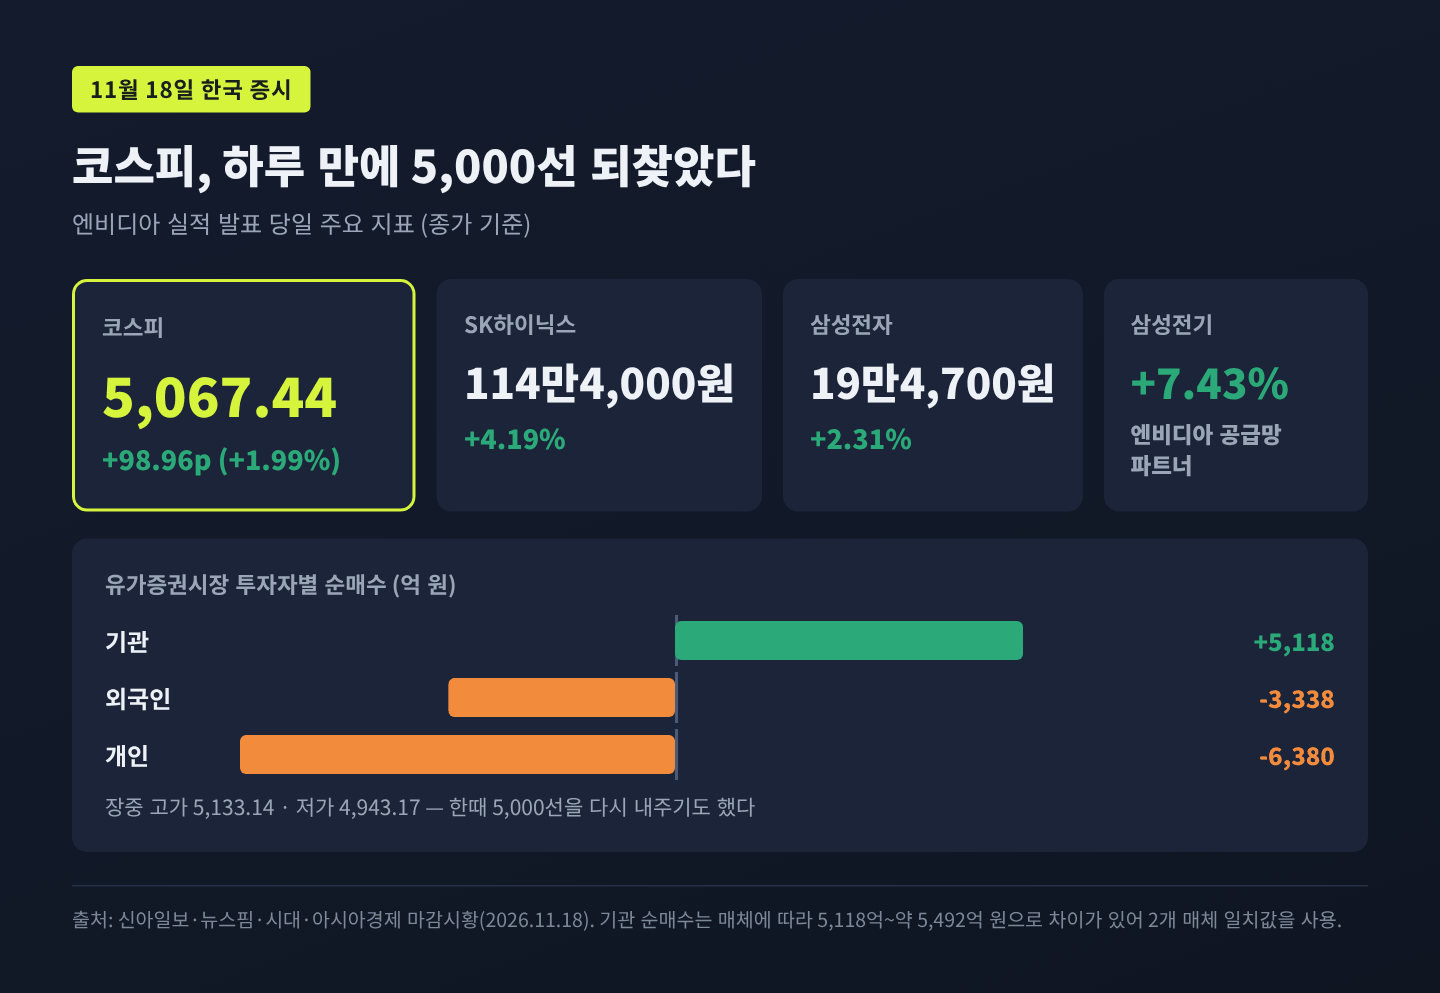 11월 18일 한국 증시
코스피, 하루 만에 5,000선 되찾았다
엔비디아 실적 발표 당일 주요 지표 (종가 기준)
코스피
5,067.44
+98.96p (+1.99%)
SK하이닉스
114만4,000원
+4.19%
삼성전자
19만4,700원
+2.31%
삼성전기
+7.43%
엔비디아 공급망
파트너
유가증권시장 투자자별 순매수 (억 원)
기관 +5,118
외국인 -3,338
개인 -6,380
장중 고가 5,133.14 · 저가 4,943.17 — 한때 5,000선을 다시 내주기도 했다
출처: 신아일보·뉴스핌·시대·아시아경제 마감시황(2026.11.18). 기관 순매수는 매체에 따라 5,118억~약 5,492억 원으로 차이가 있어 2개 매체 일치값을 사용.